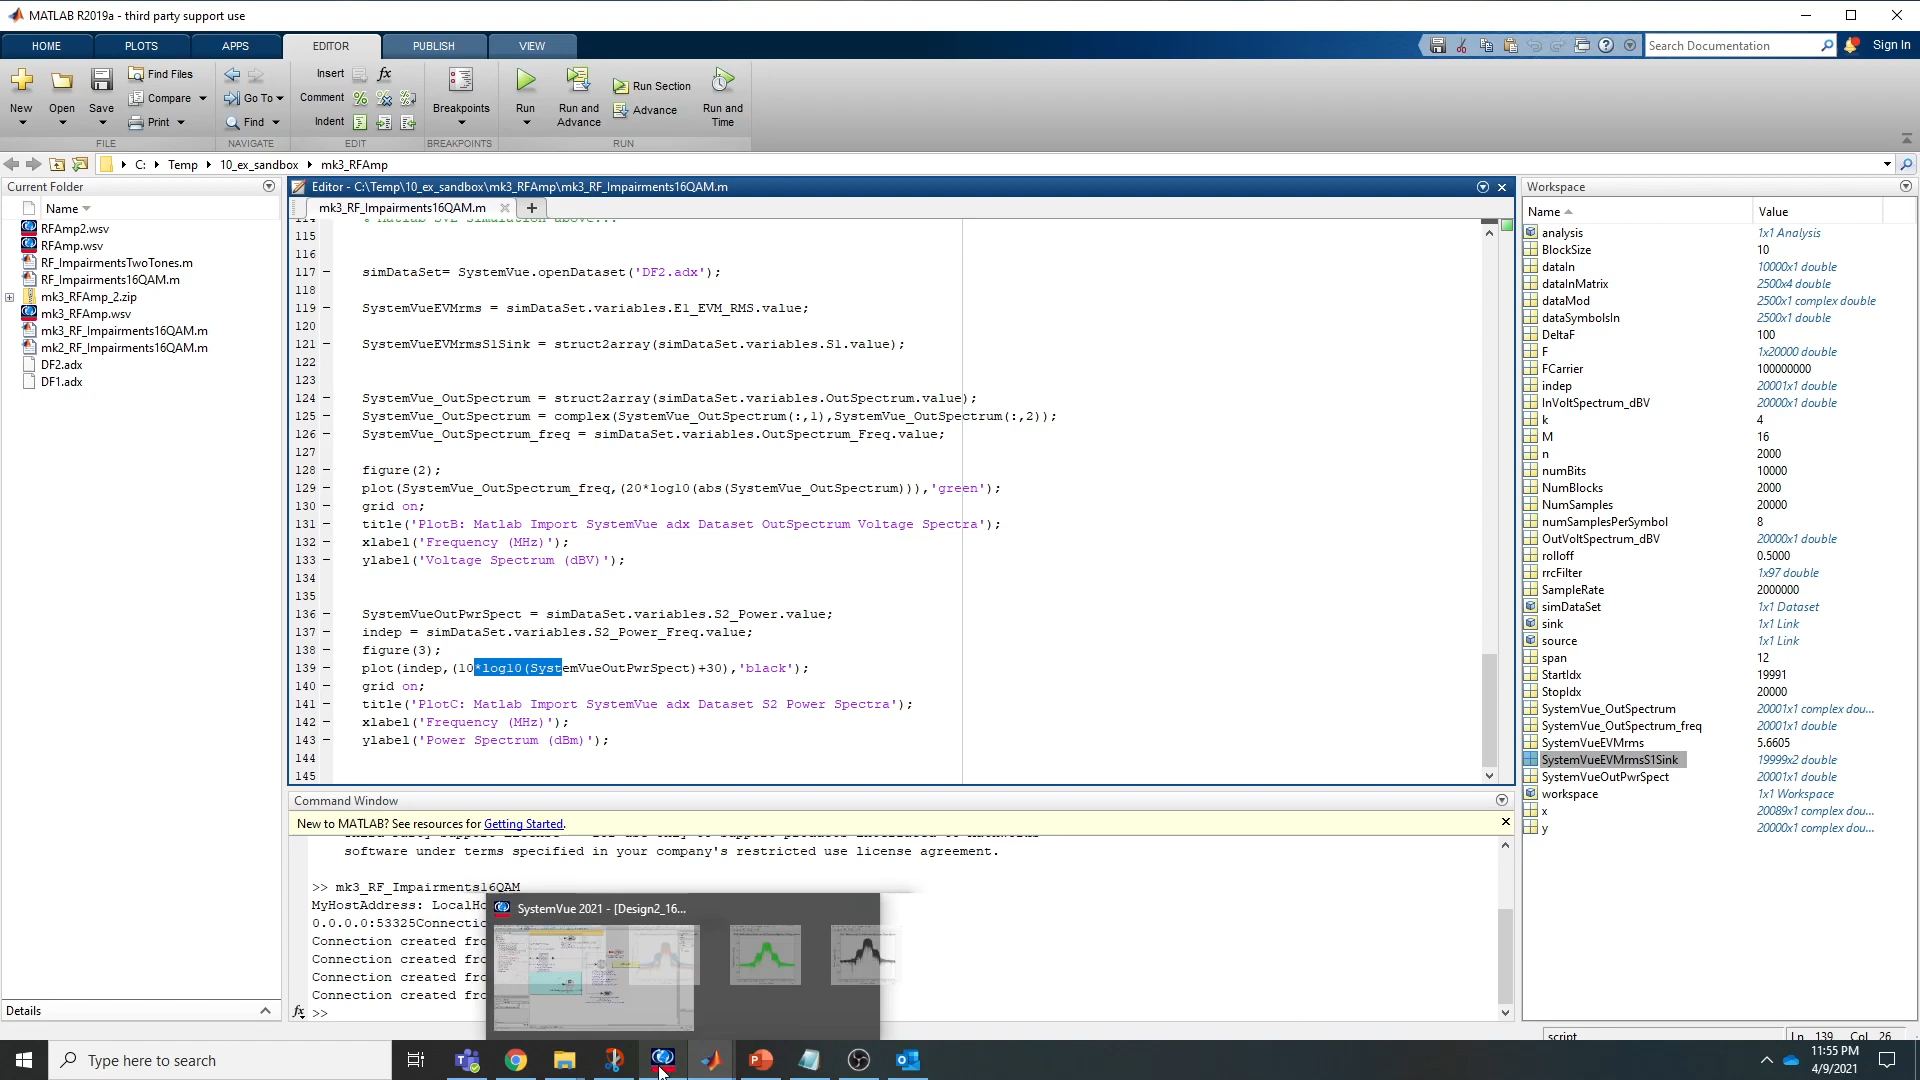 MATLAB R2019a - third party support use
HOME PLOTS APPS EDITOR PUBLISH VIEW
Search Documentation
Sign In
New Open Save
Find Files
Compare
Print
FILE
Go To
Find
NAVIGATE
Insert fx
Comment
Indent
EDIT
Breakpoints
BREAKPOINTS
Run
Run and Advance
Run Section
Advance
Run and Time
RUN
C: Temp 10_ex_sandbox mk3_RFAmp
Current Folder
Name
RFAmp2.wsv
RFAmp.wsv
RF_ImpairmentsTwoTones.m
RF_Impairments16QAM.m
mk3_RFAmp_2.zip
mk3_RFAmp.wsv
mk3_RF_Impairments16QAM.m
mk2_RF_Impairments16QAM.m
DF2.adx
DF1.adx
Details
Editor - C:\Temp\10_ex_sandbox\mk3_RFAmp\mk3_RF_Impairments16QAM.m
mk3_RF_Impairments16QAM.m
115
116
117 – simDataSet= SystemVue.openDataset('DF2.adx');
118
119 – SystemVueEVMrms = simDataSet.variables.E1_EVM_RMS.value;
120
121 – SystemVueEVMrmsS1Sink = struct2array(simDataSet.variables.S1.value);
122
123
124 – SystemVue_OutSpectrum = struct2array(simDataSet.variables.OutSpectrum.value);
125 – SystemVue_OutSpectrum = complex(SystemVue_OutSpectrum(:,1),SystemVue_OutSpectrum(:,2));
126 – SystemVue_OutSpectrum_freq = simDataSet.variables.OutSpectrum_Freq.value;
127
128 – figure(2);
129 – plot(SystemVue_OutSpectrum_freq,(20*log10(abs(SystemVue_OutSpectrum))),'green');
130 – grid on;
131 – title('PlotB: Matlab Import SystemVue adx Dataset OutSpectrum Voltage Spectra');
132 – xlabel('Frequency (MHz)');
133 – ylabel('Voltage Spectrum (dBV)');
134
135
136 – SystemVueOutPwrSpect = simDataSet.variables.S2_Power.value;
137 – indep = simDataSet.variables.S2_Power_Freq.value;
138 – figure(3);
139 – plot(indep,(10*log10(SystemVueOutPwrSpect)+30),'black');
140 – grid on;
141 – title('PlotC: Matlab Import SystemVue adx Dataset S2 Power Spectra');
142 – xlabel('Frequency (MHz)');
143 – ylabel('Power Spectrum (dBm)');
144
145
Command Window
New to MATLAB? See resources for Getting Started.
software under terms specified in your company's restricted use license agreement.
>> mk3_RF_Impairments16QAM
MyHostAddress: LocalHo
0.0.0.0:53325Connectic
Connection created fro
Connection created fro
Connection created fro
Connection created fro
fx >>
SystemVue 2021 - [Design2_16...
Workspace
Name Value
analysis 1x1 Analysis
BlockSize 10
dataIn 10000x1 double
dataInMatrix 2500x4 double
dataMod 2500x1 complex double
dataSymbolsIn 2500x1 double
DeltaF 100
F 1x20000 double
FCarrier 100000000
indep 20001x1 double
InVoltSpectrum_dBV 20000x1 double
k 4
M 16
n 2000
numBits 10000
NumBlocks 2000
NumSamples 20000
numSamplesPerSymbol 8
OutVoltSpectrum_dBV 20000x1 double
rolloff 0.5000
rrcFilter 1x97 double
SampleRate 2000000
simDataSet 1x1 Dataset
sink 1x1 Link
source 1x1 Link
span 12
StartIdx 19991
StopIdx 20000
SystemVue_OutSpectrum 20001x1 complex dou...
SystemVue_OutSpectrum_freq 20001x1 double
SystemVueEVMrms 5.6605
SystemVueEVMrmsS1Sink 19999x2 double
SystemVueOutPwrSpect 20001x1 double
workspace 1x1 Workspace
x 20089x1 complex dou...
y 20000x1 complex dou...
script Ln 139 Col 26
Type here to search
11:55 PM
4/9/2021